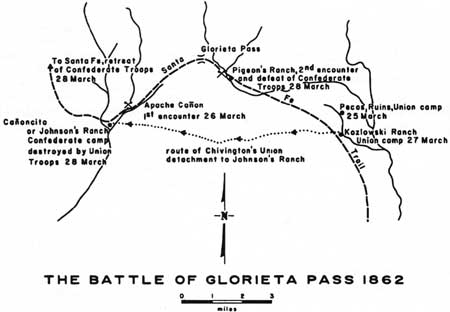 Glorieta Pass
To Santa Fe, retreat
of Confederate Troops
28 March
Santa
Fe
Trail
Pigeon's Ranch, 2nd encounter
and defeat of Confederate
Troops 28 March
Apache Cañon
1st encounter 26 March
Pecos Ruins, Union camp
25 March
Cañoncito
or Johnson's Ranch
Confederate camp
destroyed by Union
Troops 28 March
Kozlowski Ranch
Union camp 27 March
route of Chivington's Union
detachment to Johnson's Ranch
N
THE BATTLE OF GLORIETA PASS 1862
0 1 2 3
miles